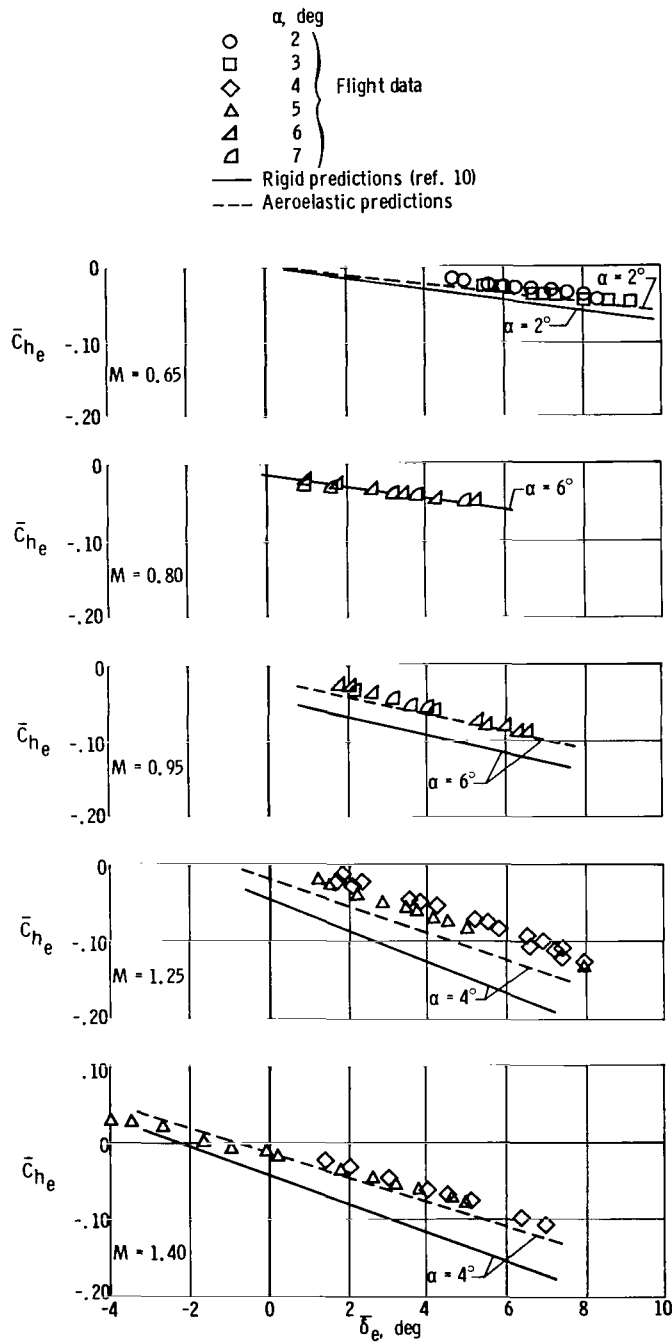 α, deg
2
3
4
5
6
7
Flight data
Rigid predictions (ref. 10)
Aeroelastic predictions
0
-.10
-.20
C̄he
M = 0.65
α = 2°
α = 2°
0
-.10
-.20
C̄he
M = 0.80
α = 6°
0
-.10
-.20
C̄he
M = 0.95
α = 6°
0
-.10
-.20
C̄he
M = 1.25
α = 4°
.10
0
-.10
-.20
C̄he
M = 1.40
α = 4°
-4 -2 0 2 4 6 8 10
δ̄e, deg